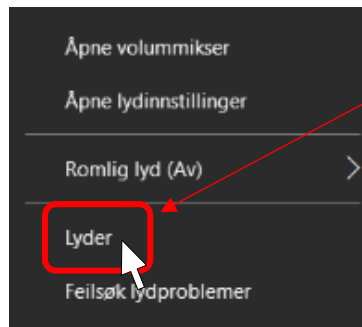 Åpne volummikser
Åpne lydinnstillinger
Romlig lyd (Av)
Lyder
Feilsøk lydproblemer